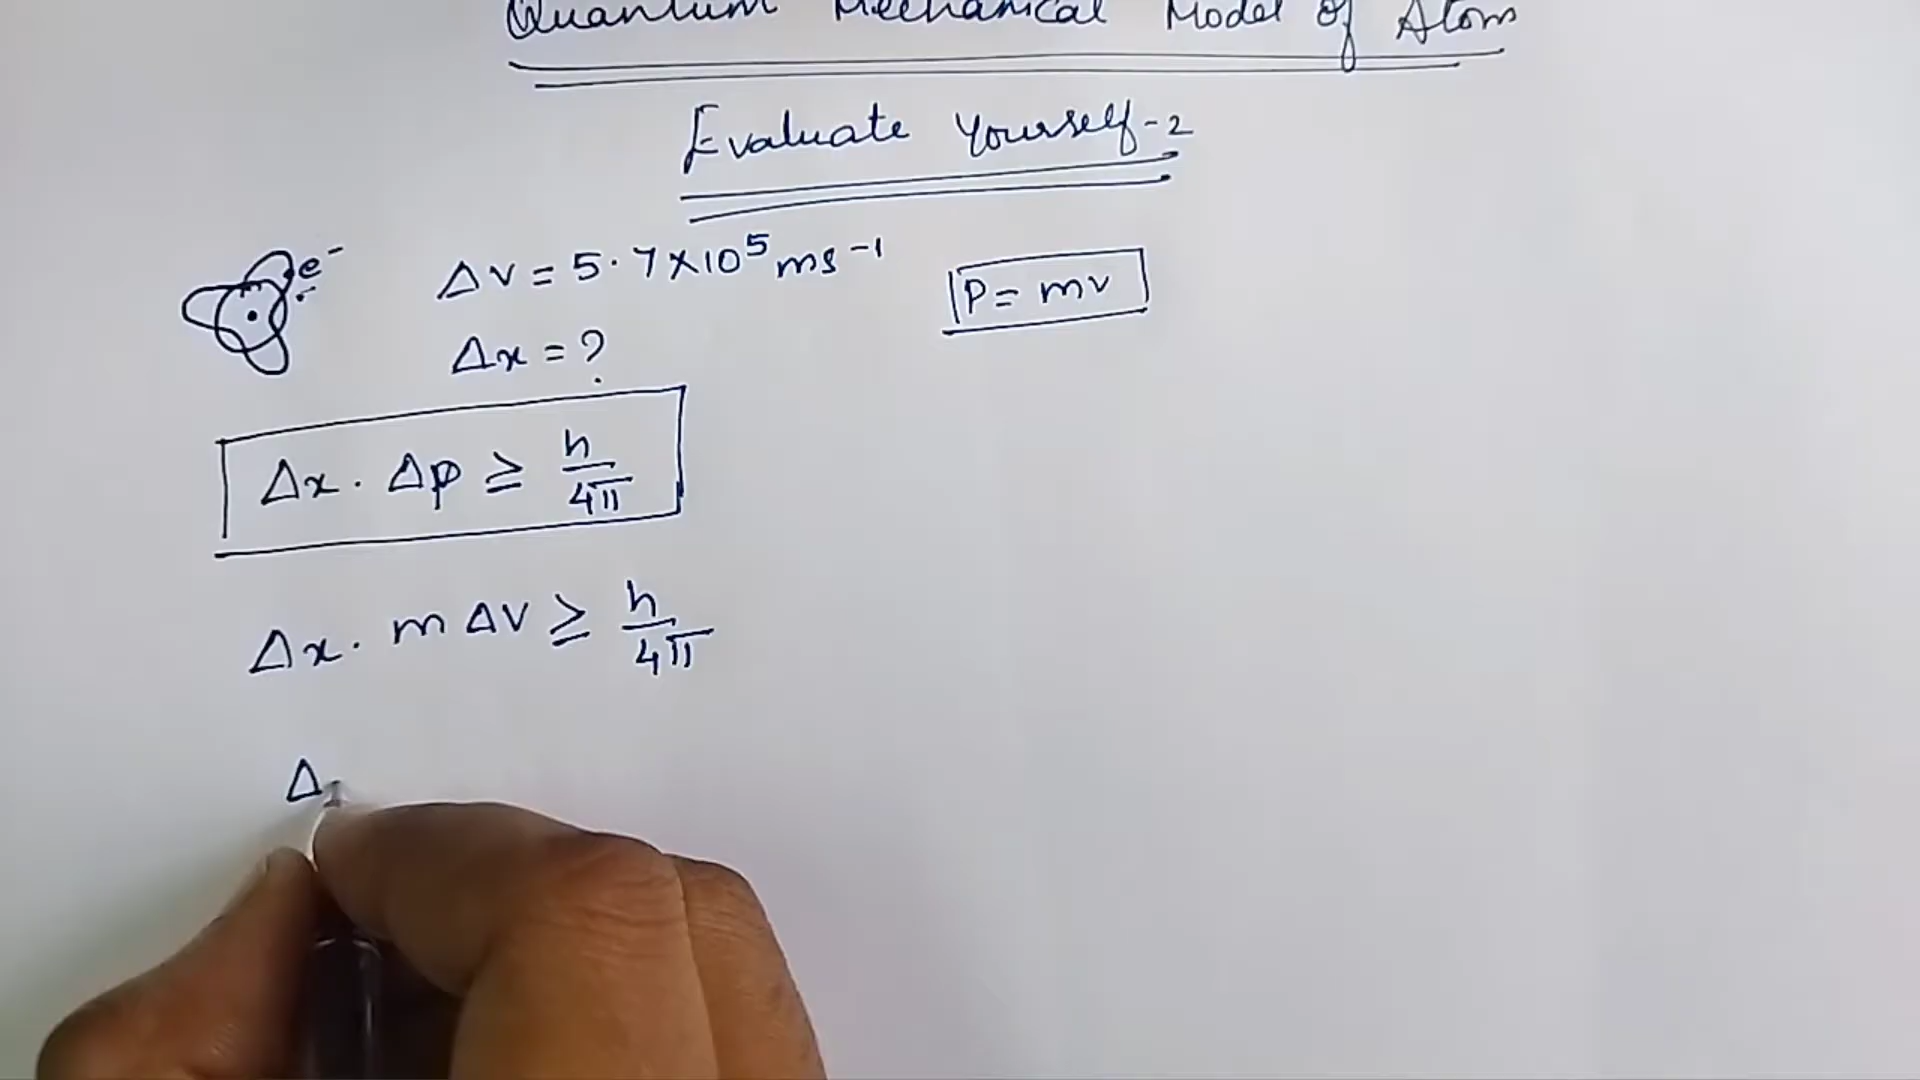 Quantum Mechanical Model of Atom
Evaluate Yourself-2
e⁻
Δv = 5.7×10⁵ ms⁻¹
P = mv
Δx = ?
Δx · Δp ≥ h/4π
Δx · m Δv ≥ h/4π
Δ